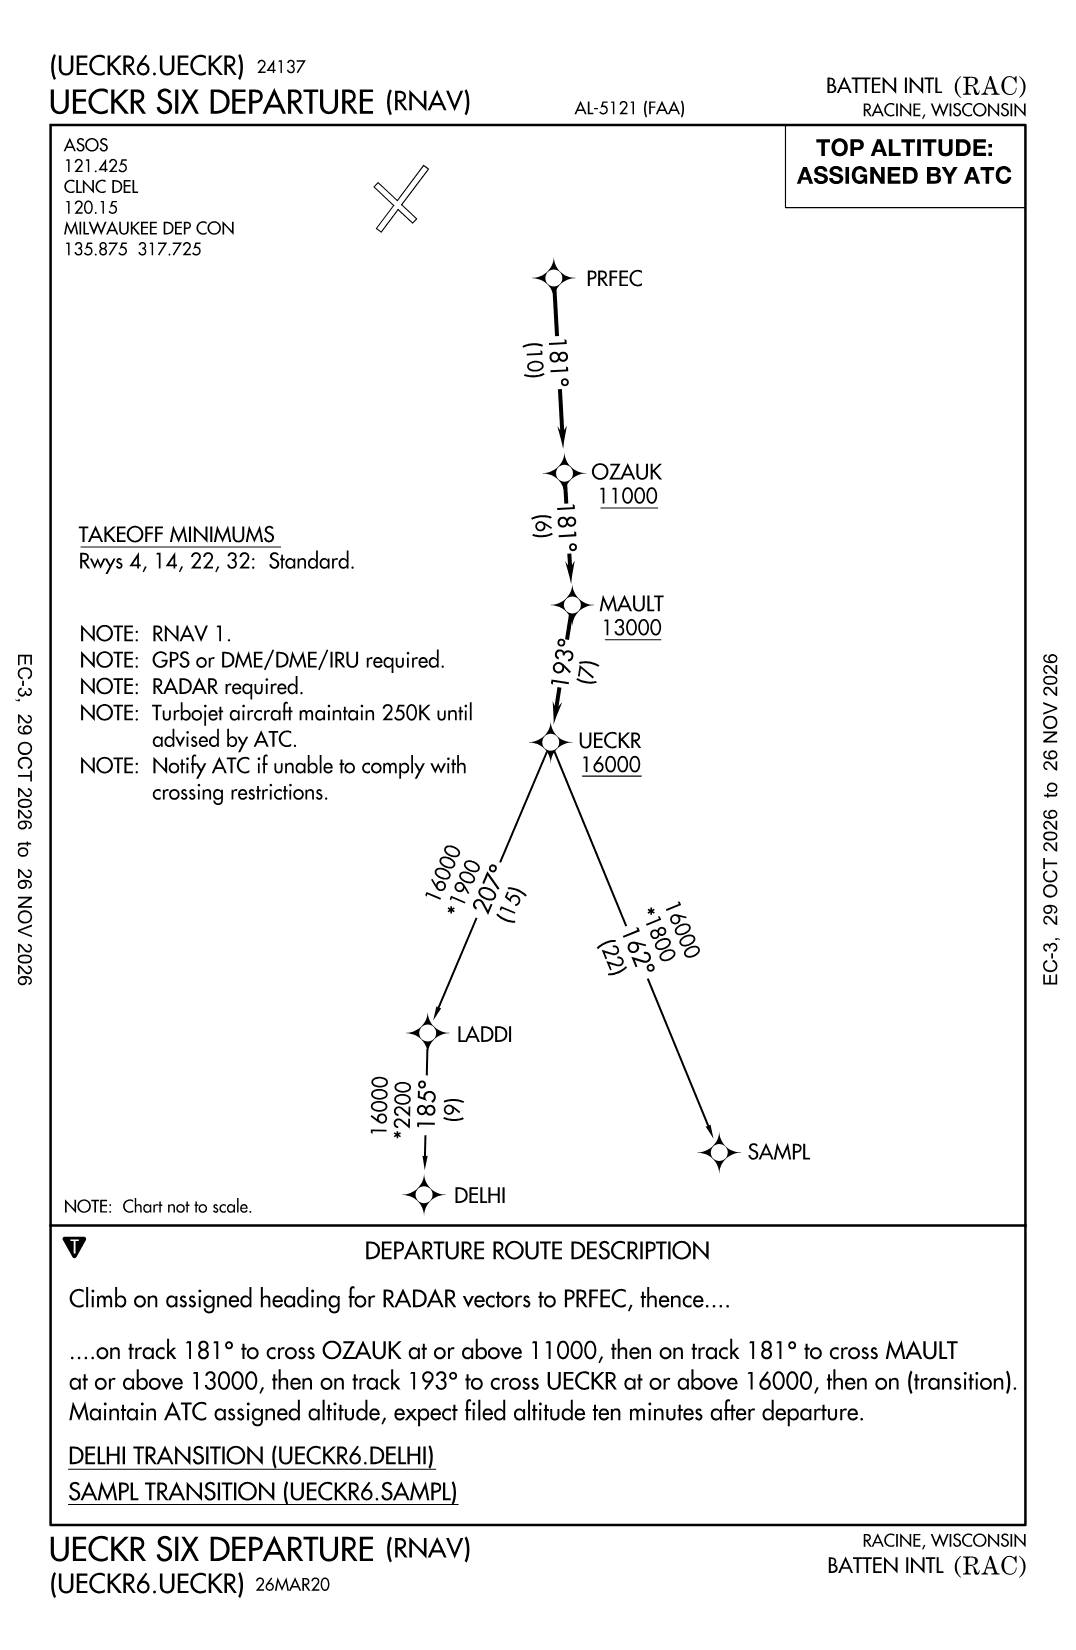 (UECKR6.UECKR) 24137
UECKR SIX DEPARTURE (RNAV)
AL-5121 (FAA)
BATTEN INTL (RAC)
RACINE, WISCONSIN
ASOS
121.425
CLNC DEL
120.15
MILWAUKEE DEP CON
135.875 317.725
TOP ALTITUDE:
ASSIGNED BY ATC
PRFEC
181°
(10)
OZAUK
11000
181°
(9)
TAKEOFF MINIMUMS
Rwys 4, 14, 22, 32: Standard.
MAULT
13000
193°
(7)
NOTE: RNAV 1.
NOTE: GPS or DME/DME/IRU required.
NOTE: RADAR required.
NOTE: Turbojet aircraft maintain 250K until
advised by ATC.
NOTE: Notify ATC if unable to comply with
crossing restrictions.
UECKR
16000
16000
*1900
207°
(15)
16000
*1800
162°
(22)
LADDI
16000
*2200
185°
(9)
SAMPL
DELHI
NOTE: Chart not to scale.
EC-3, 29 OCT 2026 to 26 NOV 2026
EC-3, 29 OCT 2026 to 26 NOV 2026
T
DEPARTURE ROUTE DESCRIPTION
Climb on assigned heading for RADAR vectors to PRFEC, thence....
....on track 181° to cross OZAUK at or above 11000, then on track 181° to cross MAULT
at or above 13000, then on track 193° to cross UECKR at or above 16000, then on (transition).
Maintain ATC assigned altitude, expect filed altitude ten minutes after departure.
DELHI TRANSITION (UECKR6.DELHI)
SAMPL TRANSITION (UECKR6.SAMPL)
UECKR SIX DEPARTURE (RNAV)
(UECKR6.UECKR) 26MAR20
RACINE, WISCONSIN
BATTEN INTL (RAC)